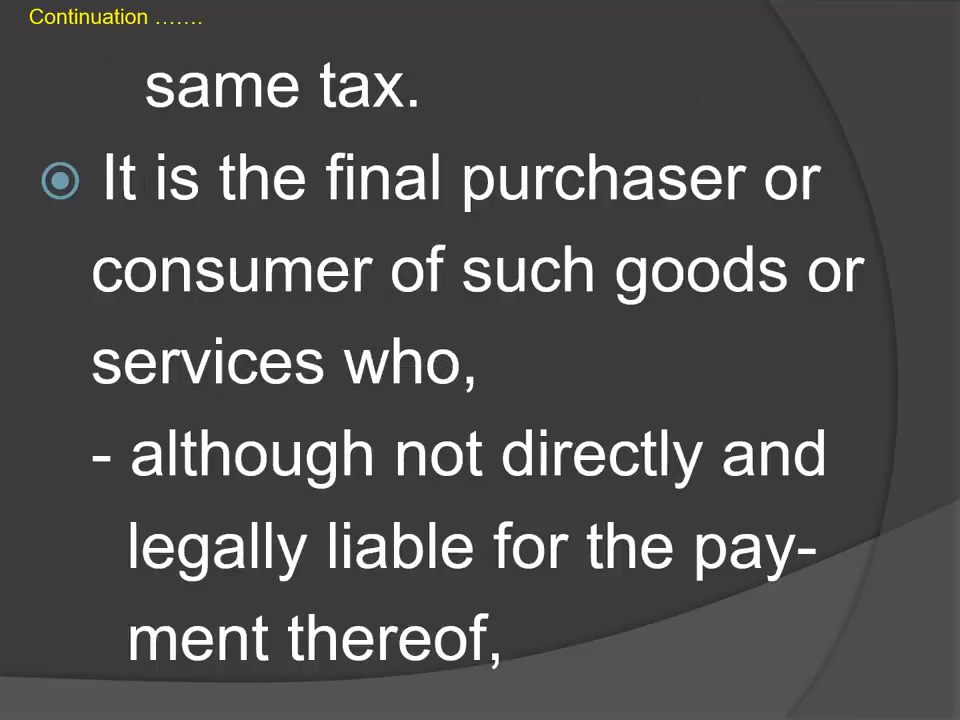 Continuation …….
same tax.
It is the final purchaser or
consumer of such goods or
services who,
- although not directly and
legally liable for the pay-
ment thereof,